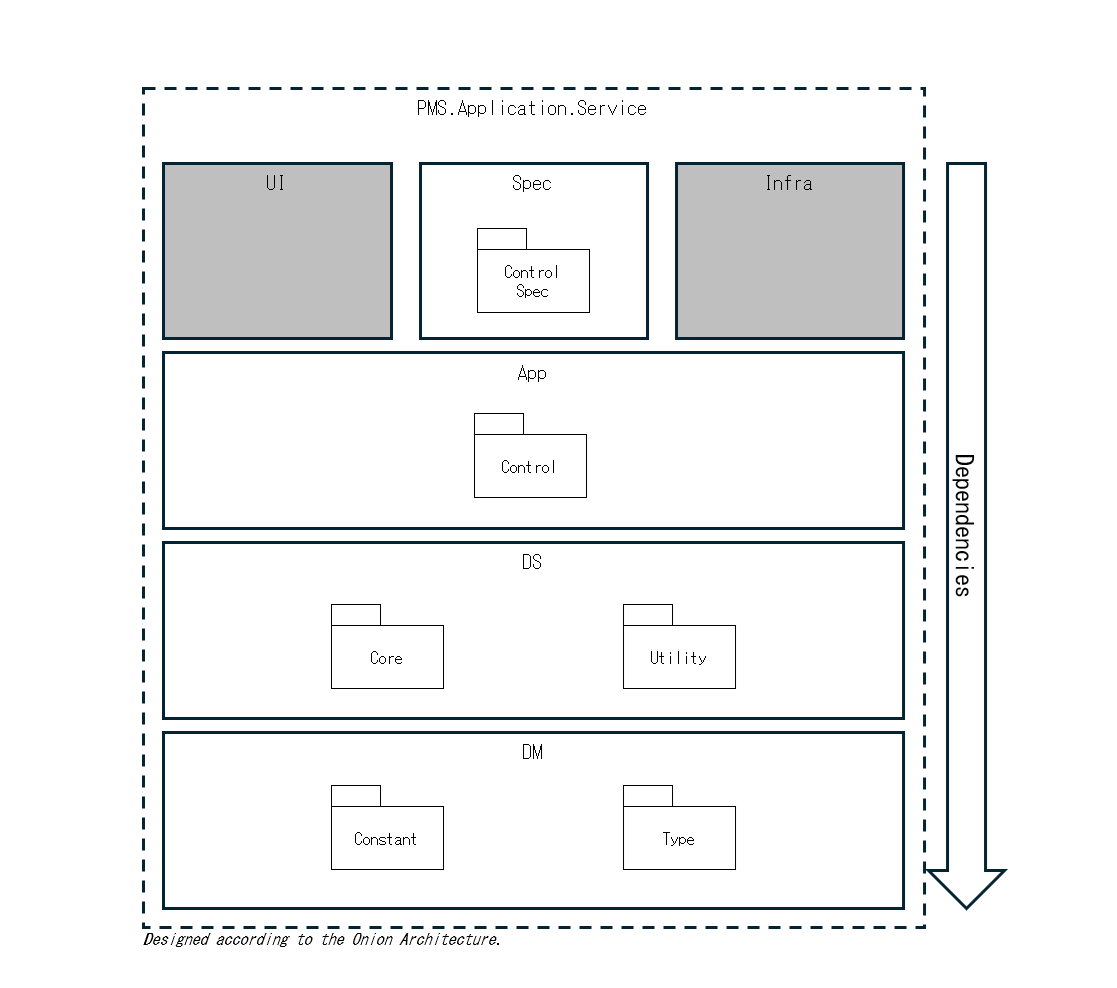 PMS.Application.Service
UI
Spec
Infra
Control
Spec
App
Control
Dependencies
DS
Core
Utility
DM
Constant
Type
Designed according to the Onion Architecture.